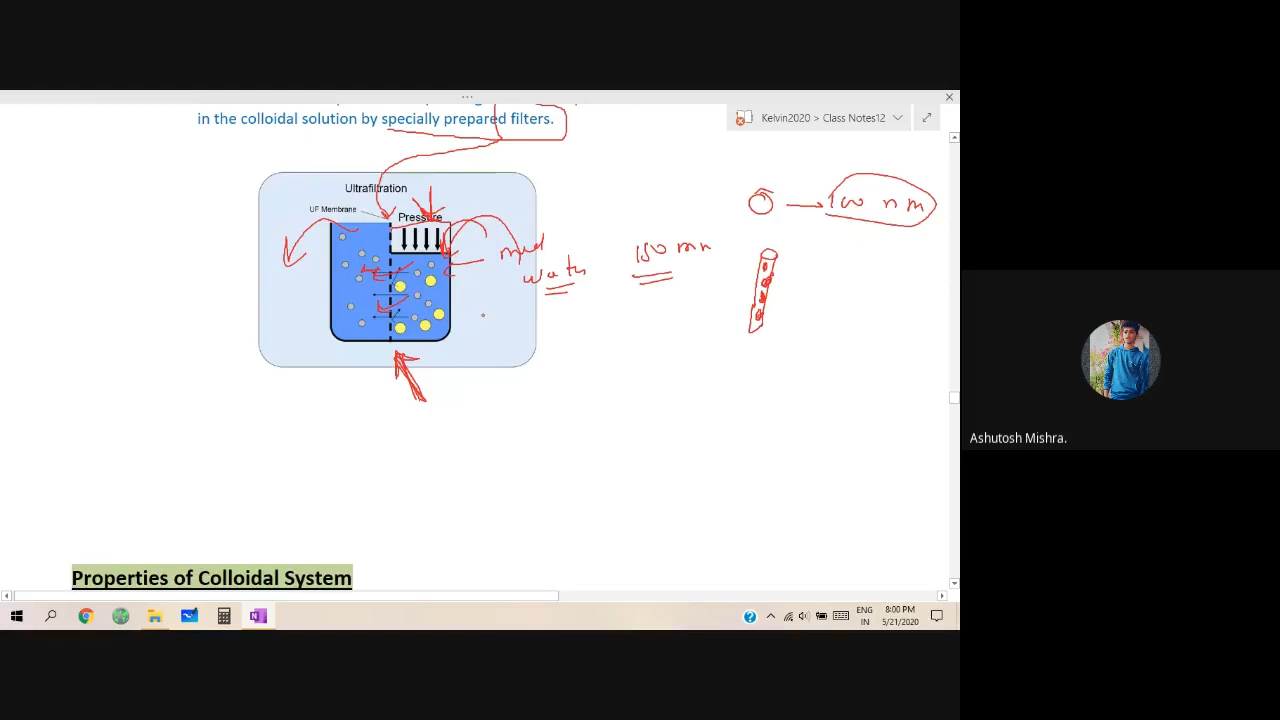 in the colloidal solution by specially prepared filters.
Kelvin2020 > Class Notes12
Ultrafiltration
UF Membrane
Pressure
100 nm
mud
water
150 nm
Ashutosh Mishra.
Properties of Colloidal System
ENG
IN
8:00 PM
5/21/2020